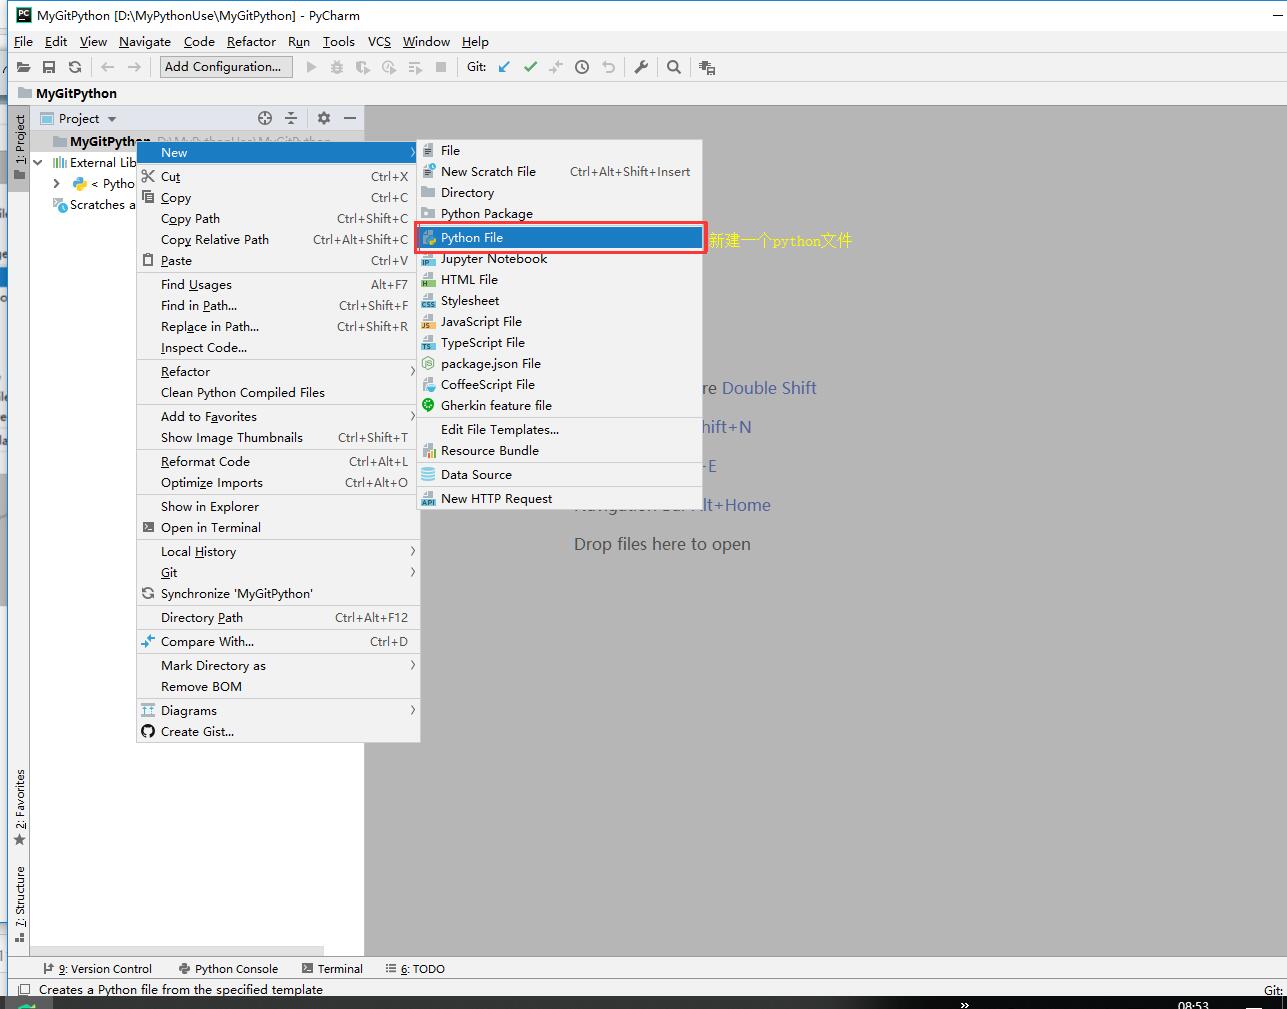 MyGitPython [D:\MyPythonUse\MyGitPython] - PyCharm
File Edit View Navigate Code Refactor Run Tools VCS Window Help
Add Configuration... Git:
MyGitPython
1: Project
Project
MyGitPython D:\MyPythonUse\MyGitPython
External Lib
< Pytho
Scratches a
New
Cut Ctrl+X
Copy Ctrl+C
Copy Path Ctrl+Shift+C
Copy Relative Path Ctrl+Alt+Shift+C
Paste Ctrl+V
Find Usages Alt+F7
Find in Path... Ctrl+Shift+F
Replace in Path... Ctrl+Shift+R
Inspect Code...
Refactor
Clean Python Compiled Files
Add to Favorites
Show Image Thumbnails Ctrl+Shift+T
Reformat Code Ctrl+Alt+L
Optimize Imports Ctrl+Alt+O
Show in Explorer
Open in Terminal
Local History
Git
Synchronize 'MyGitPython'
Directory Path Ctrl+Alt+F12
Compare With... Ctrl+D
Mark Directory as
Remove BOM
Diagrams
Create Gist...
File
New Scratch File Ctrl+Alt+Shift+Insert
Directory
Python Package
Python File
新建一个python文件
Jupyter Notebook
HTML File
Stylesheet
JavaScript File
TypeScript File
package.json File
CoffeeScript File
Gherkin feature file
Edit File Templates...
Resource Bundle
Data Source
New HTTP Request
re Double Shift
hift+N
-E
Alt+Home
Drop files here to open
2: Favorites
7: Structure
9: Version Control Python Console Terminal 6: TODO
Creates a Python file from the specified template Git:
08:53